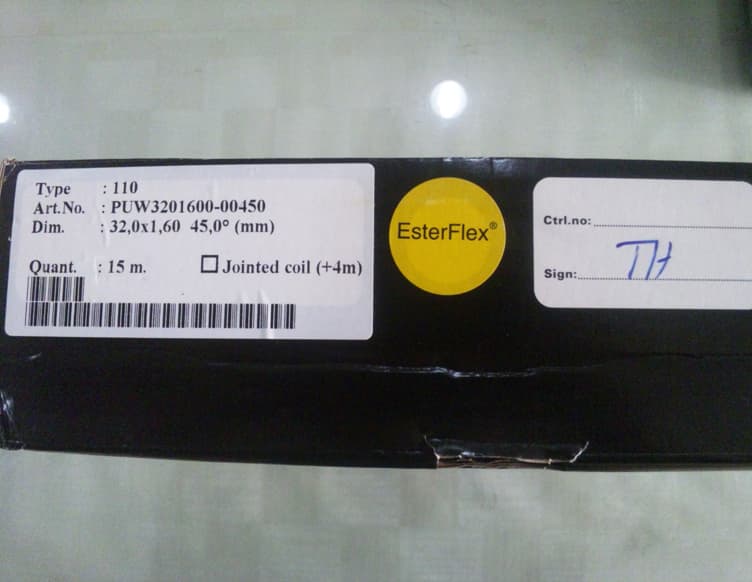 Type : 110
Art.No. : PUW3201600-00450
Dim. : 32,0x1,60 45,0° (mm)
Quant. : 15 m. ☐ Jointed coil (+4m)
EsterFlex®
Ctrl.no:
Sign: TH